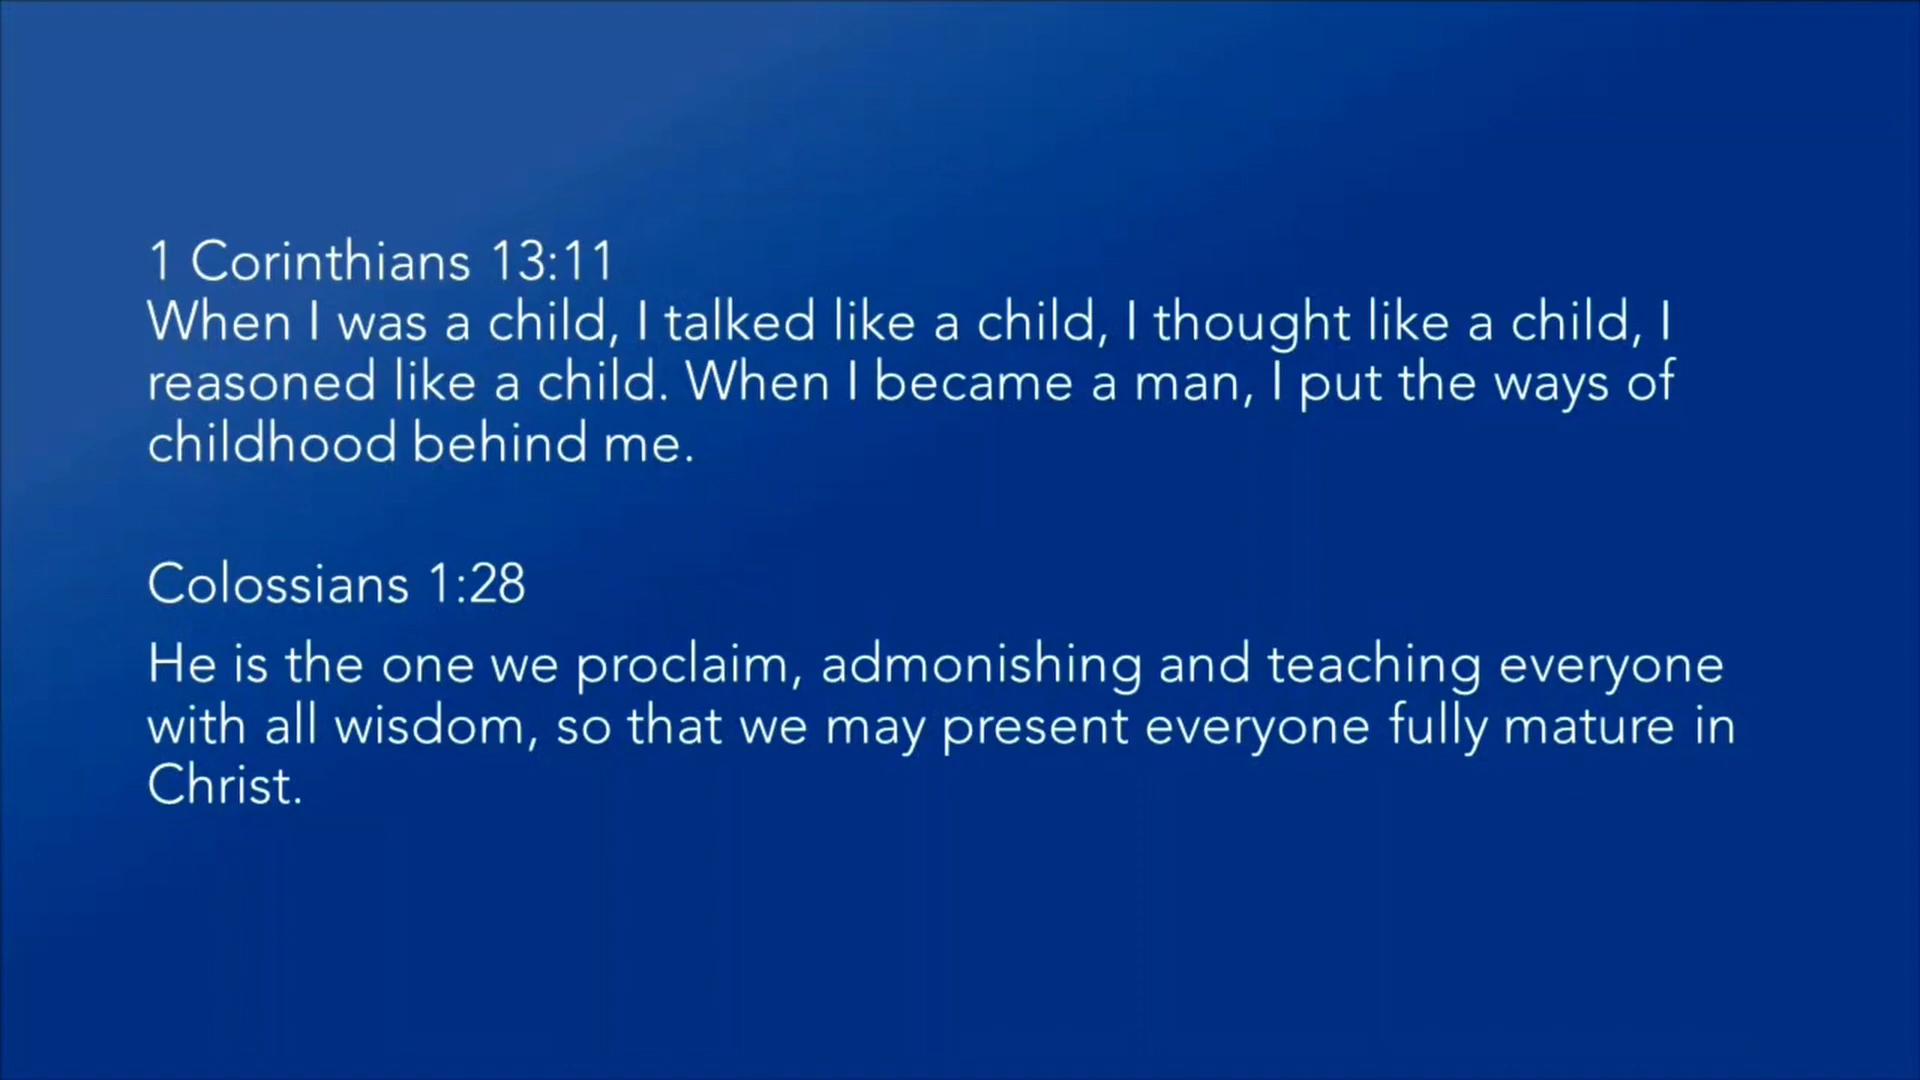 1 Corinthians 13:11
When I was a child, I talked like a child, I thought like a child, I
reasoned like a child. When I became a man, I put the ways of
childhood behind me.
Colossians 1:28
He is the one we proclaim, admonishing and teaching everyone
with all wisdom, so that we may present everyone fully mature in
Christ.